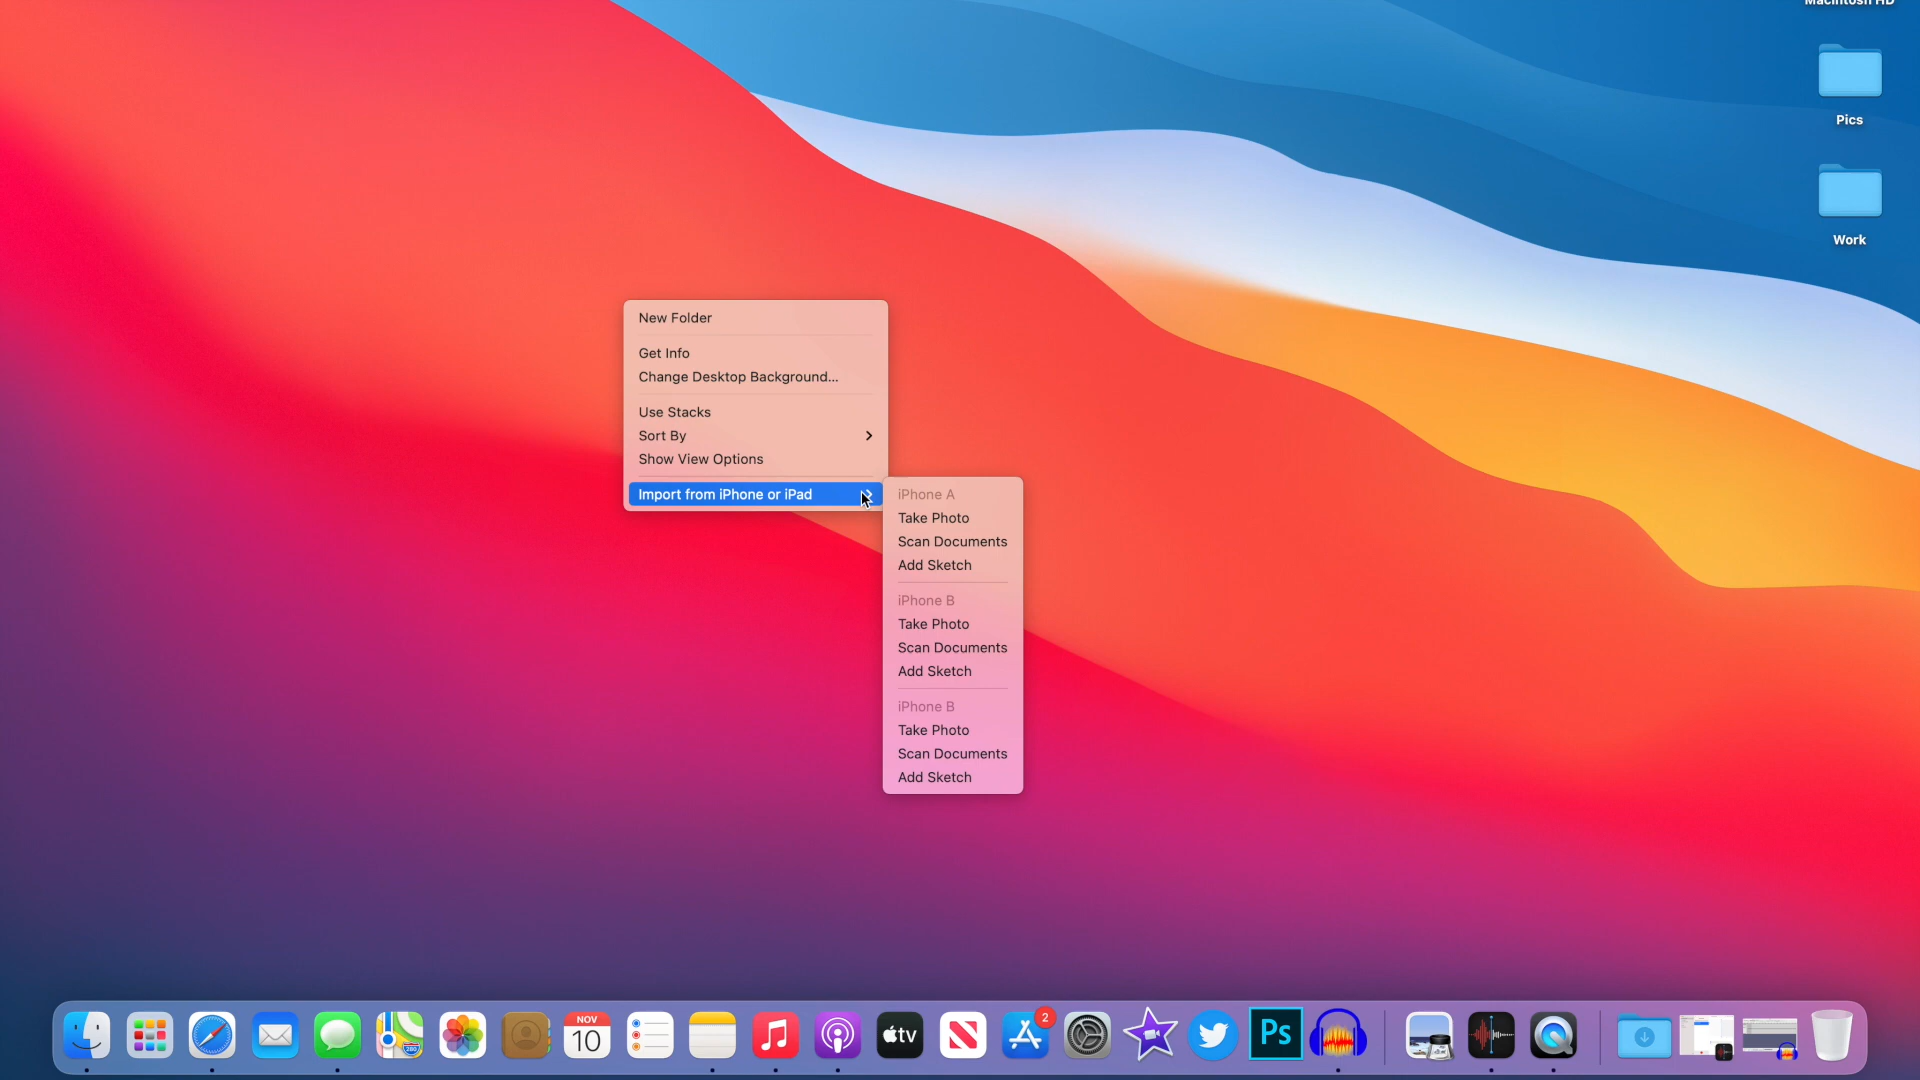 Macintosh HD
Pics
Work
New Folder
Get Info
Change Desktop Background...
Use Stacks
Sort By
Show View Options
Import from iPhone or iPad
iPhone A
Take Photo
Scan Documents
Add Sketch
iPhone B
Take Photo
Scan Documents
Add Sketch
iPhone B
Take Photo
Scan Documents
Add Sketch
NOV
10
280
tv
2
Ps